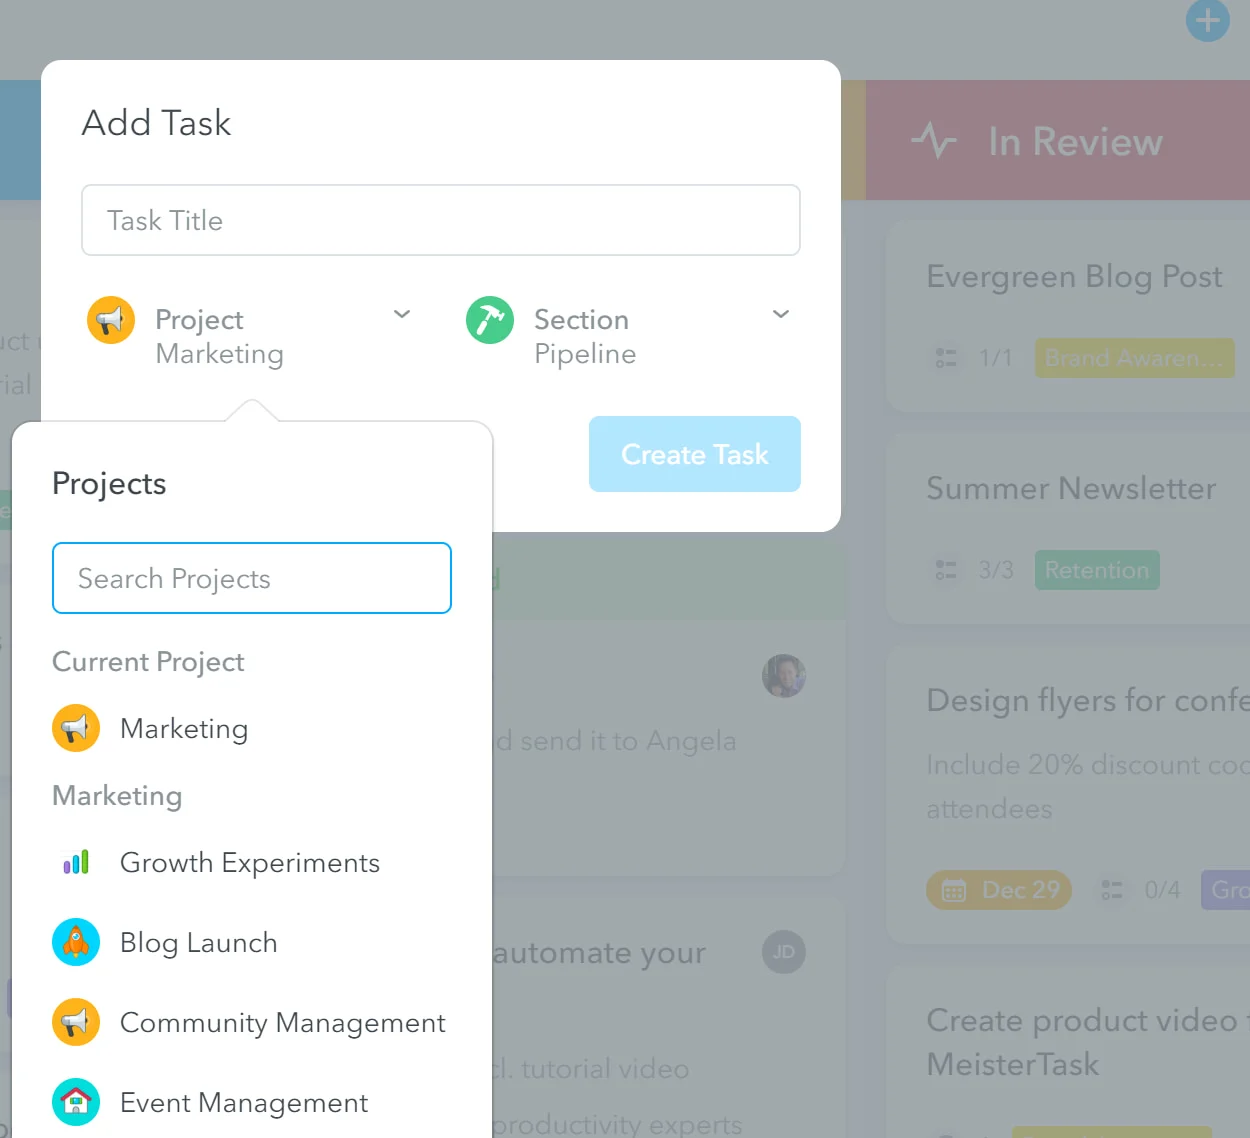 Add Task
Task Title
Project
Marketing
Section
Pipeline
Create Task
Projects
Search Projects
Current Project
Marketing
Marketing
Growth Experiments
Blog Launch
Community Management
Event Management
send it to Angela
automate your
JD
tutorial video
productivity experts
In Review
Evergreen Blog Post
1/1
Brand Awaren...
Summer Newsletter
3/3
Retention
Design flyers for confe
Include 20% discount
attendees
Dec 29
0/4
Gro
Create product video
MeisterTask